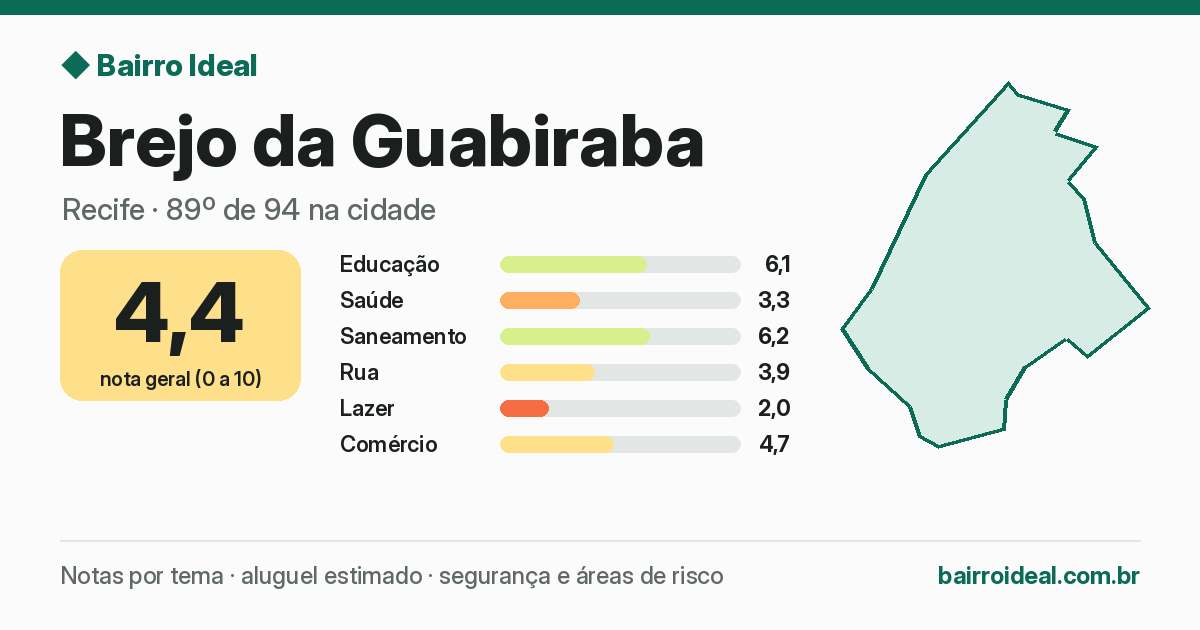 Bairro Ideal
Brejo da Guabiraba
Recife · 89º de 94 na cidade
4,4
nota geral (0 a 10)
Educação 6,1
Saúde 3,3
Saneamento 6,2
Rua 3,9
Lazer 2,0
Comércio 4,7
Notas por tema · aluguel estimado · segurança e áreas de risco
bairroideal.com.br